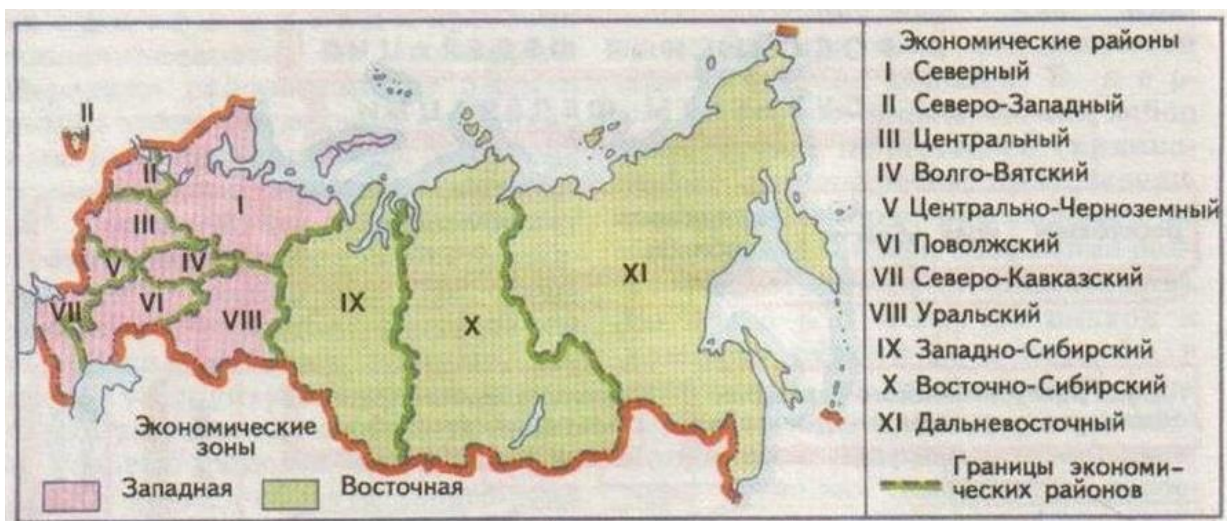 II
II
I
III
V
IV
VII
VI
VIII
IX
X
XI
Экономические
зоны
Западная
Восточная
Экономические районы
I Северный
II Северо-Западный
III Центральный
IV Волго-Вятский
V Центрально-Черноземный
VI Поволжский
VII Северо-Кавказский
VIII Уральский
IX Западно-Сибирский
X Восточно-Сибирский
XI Дальневосточный
Границы экономи-
ческих районов